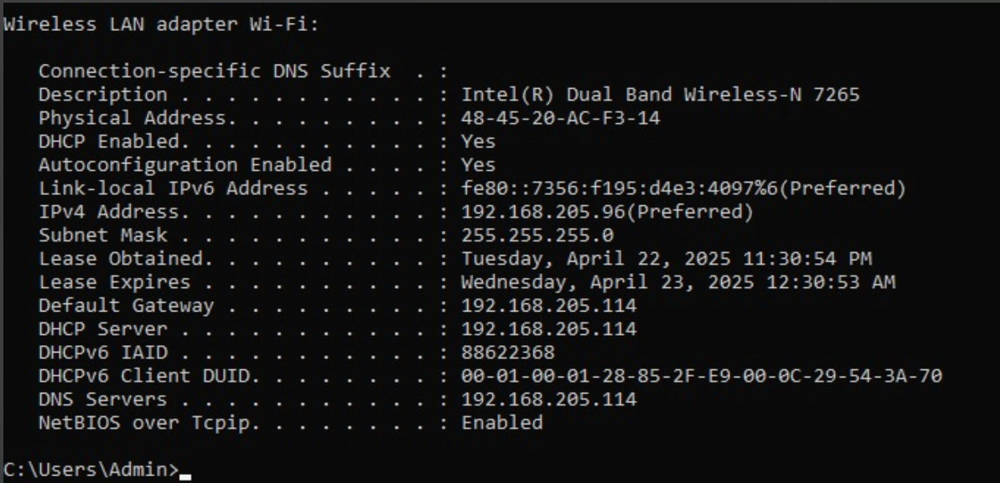 Wireless LAN adapter Wi-Fi:
Connection-specific DNS Suffix  . :
Description . . . . . . . . . . . : Intel(R) Dual Band Wireless-N 7265
Physical Address. . . . . . . . . : 48-45-20-AC-F3-14
DHCP Enabled. . . . . . . . . . . : Yes
Autoconfiguration Enabled . . . . : Yes
Link-local IPv6 Address . . . . . : fe80::7356:f195:d4e3:4097%6(Preferred)
IPv4 Address. . . . . . . . . . . : 192.168.205.96(Preferred)
Subnet Mask . . . . . . . . . . . : 255.255.255.0
Lease Obtained. . . . . . . . . . : Tuesday, April 22, 2025 11:30:54 PM
Lease Expires . . . . . . . . . . : Wednesday, April 23, 2025 12:30:53 AM
Default Gateway . . . . . . . . . : 192.168.205.114
DHCP Server . . . . . . . . . . . : 192.168.205.114
DHCPv6 IAID . . . . . . . . . . . : 88622368
DHCPv6 Client DUID. . . . . . . . : 00-01-00-01-28-85-2F-E9-00-0C-29-54-3A-70
DNS Servers . . . . . . . . . . . : 192.168.205.114
NetBIOS over Tcpip. . . . . . . . : Enabled
C:\Users\Admin>